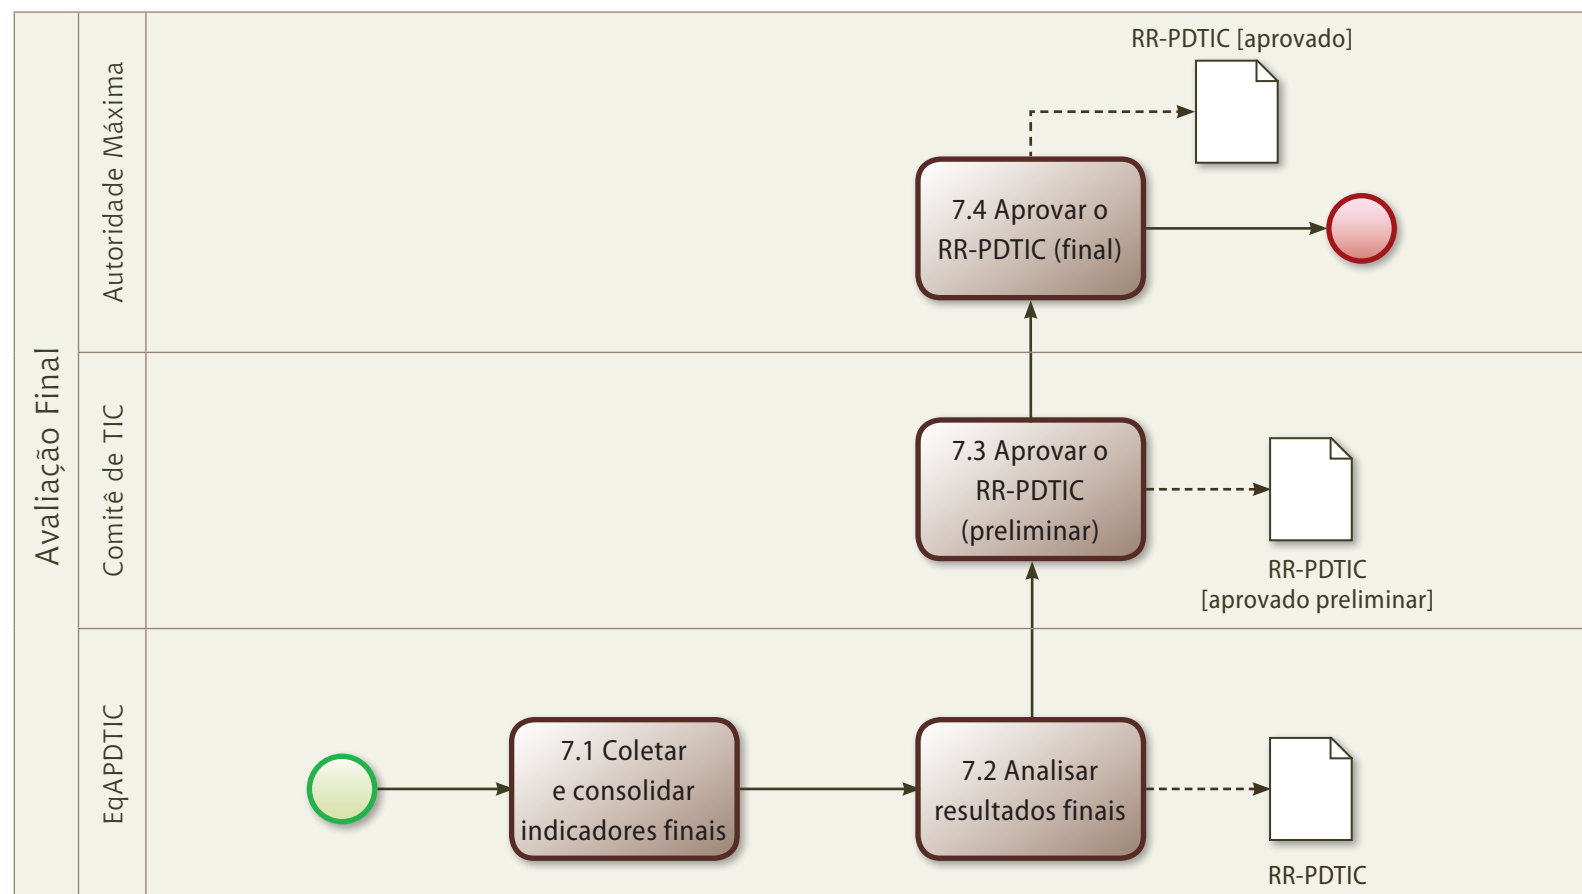 Avaliação Final
Autoridade Máxima
RR-PDTIC [aprovado]
7.4 Aprovar o
RR-PDTIC (final)
Comitê de TIC
7.3 Aprovar o
RR-PDTIC
(preliminar)
RR-PDTIC
[aprovado preliminar]
EqAPDTIC
7.1 Coletar
e consolidar
indicadores finais
7.2 Analisar
resultados finais
RR-PDTIC